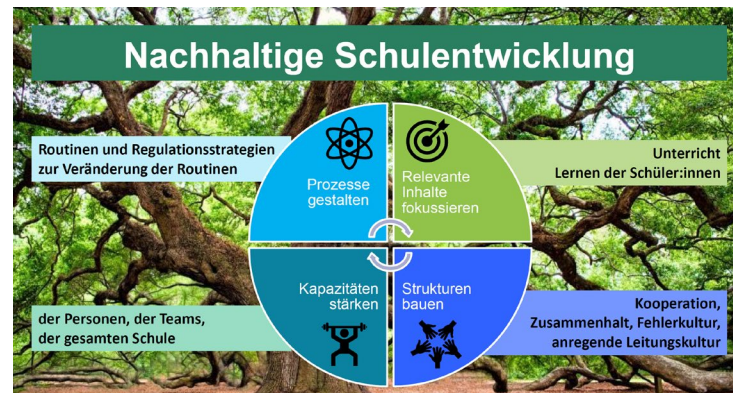 Nachhaltige Schulentwicklung
Routinen und Regulationsstrategien
zur Veränderung der Routinen
Prozesse
gestalten
Relevante
Inhalte
fokussieren
Unterricht
Lernen der Schüler:innen
der Personen, der Teams,
der gesamten Schule
Kapazitäten
stärken
Strukturen
bauen
Kooperation,
Zusammenhalt, Fehlerkultur,
anregende Leitungskultur